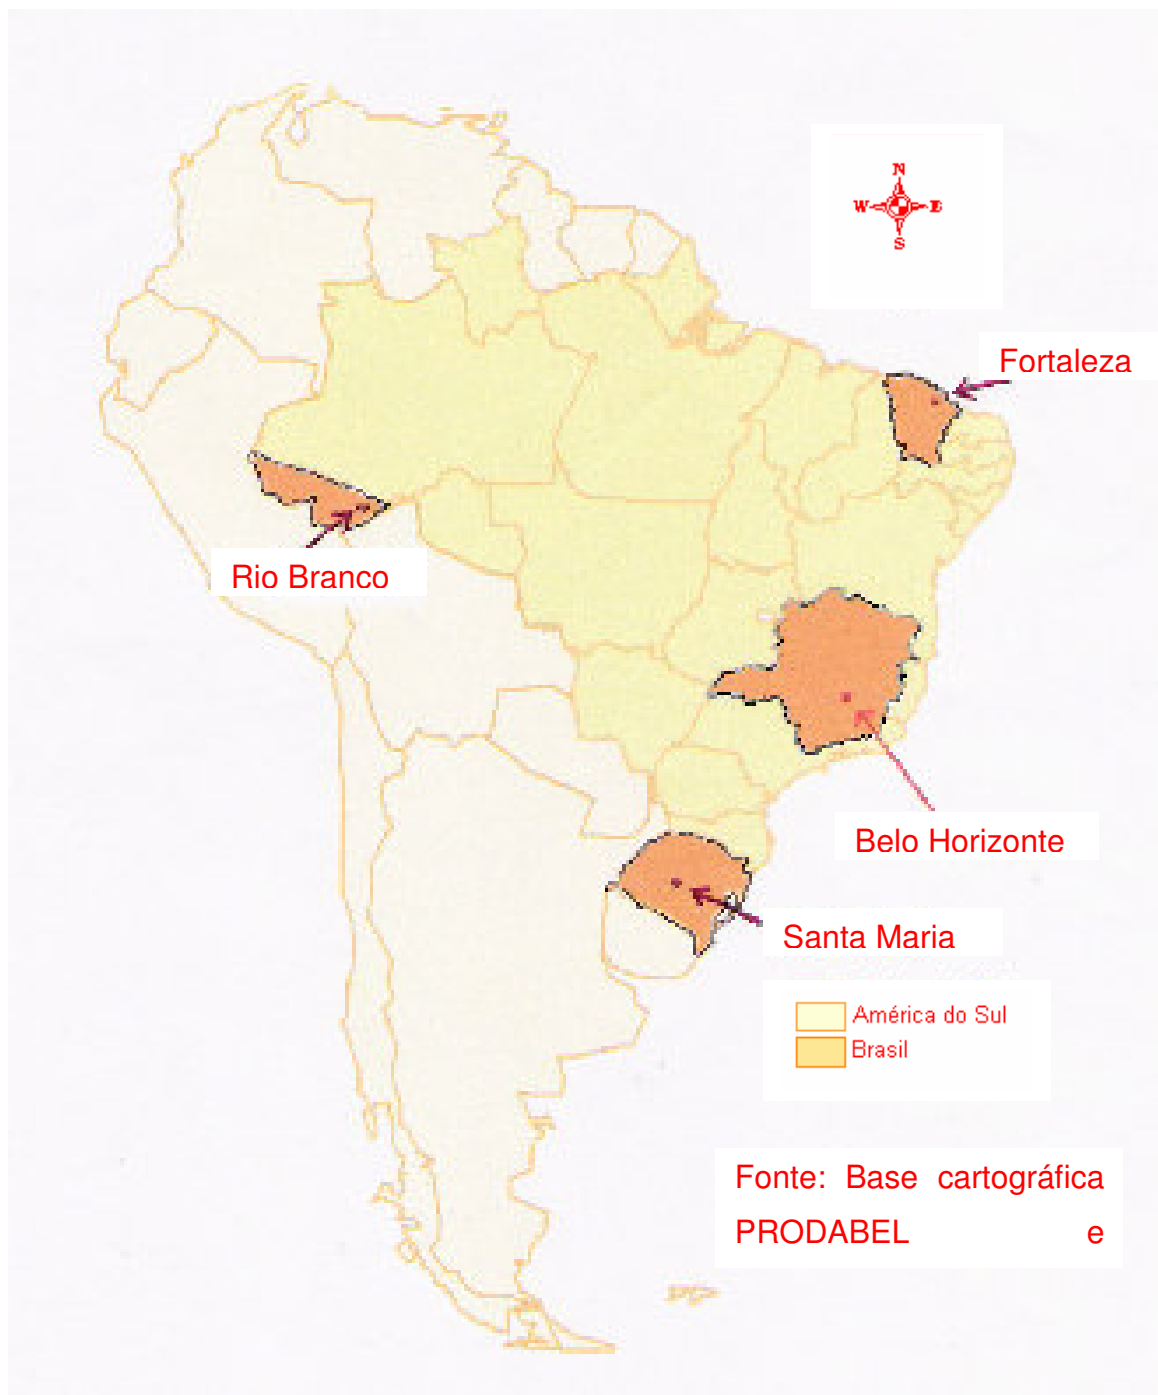 N
W E
S
Fortaleza
Rio Branco
Belo Horizonte
Santa Maria
América do Sul
Brasil
Fonte: Base cartográfica
PRODABEL e